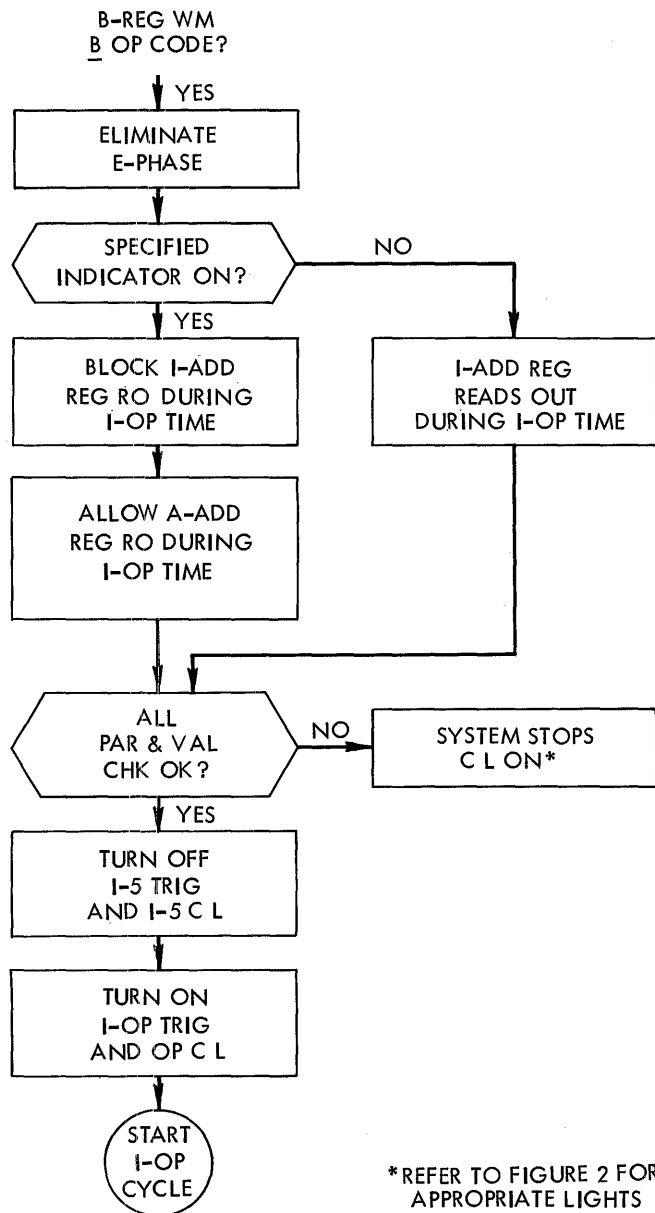 B-REG WM
B OP CODE?
YES
ELIMINATE
E-PHASE
SPECIFIED
INDICATOR ON?
NO
YES
BLOCK I-ADD
REG RO DURING
I-OP TIME
I-ADD REG
READS OUT
DURING I-OP TIME
ALLOW A-ADD
REG RO DURING
I-OP TIME
ALL
PAR & VAL
CHK OK?
NO
SYSTEM STOPS
C L ON*
YES
TURN OFF
I-5 TRIG
AND I-5 C L
TURN ON
I-OP TRIG
AND OP C L
START
I-OP
CYCLE
*REFER TO FIGURE 2 FOR
APPROPRIATE LIGHTS